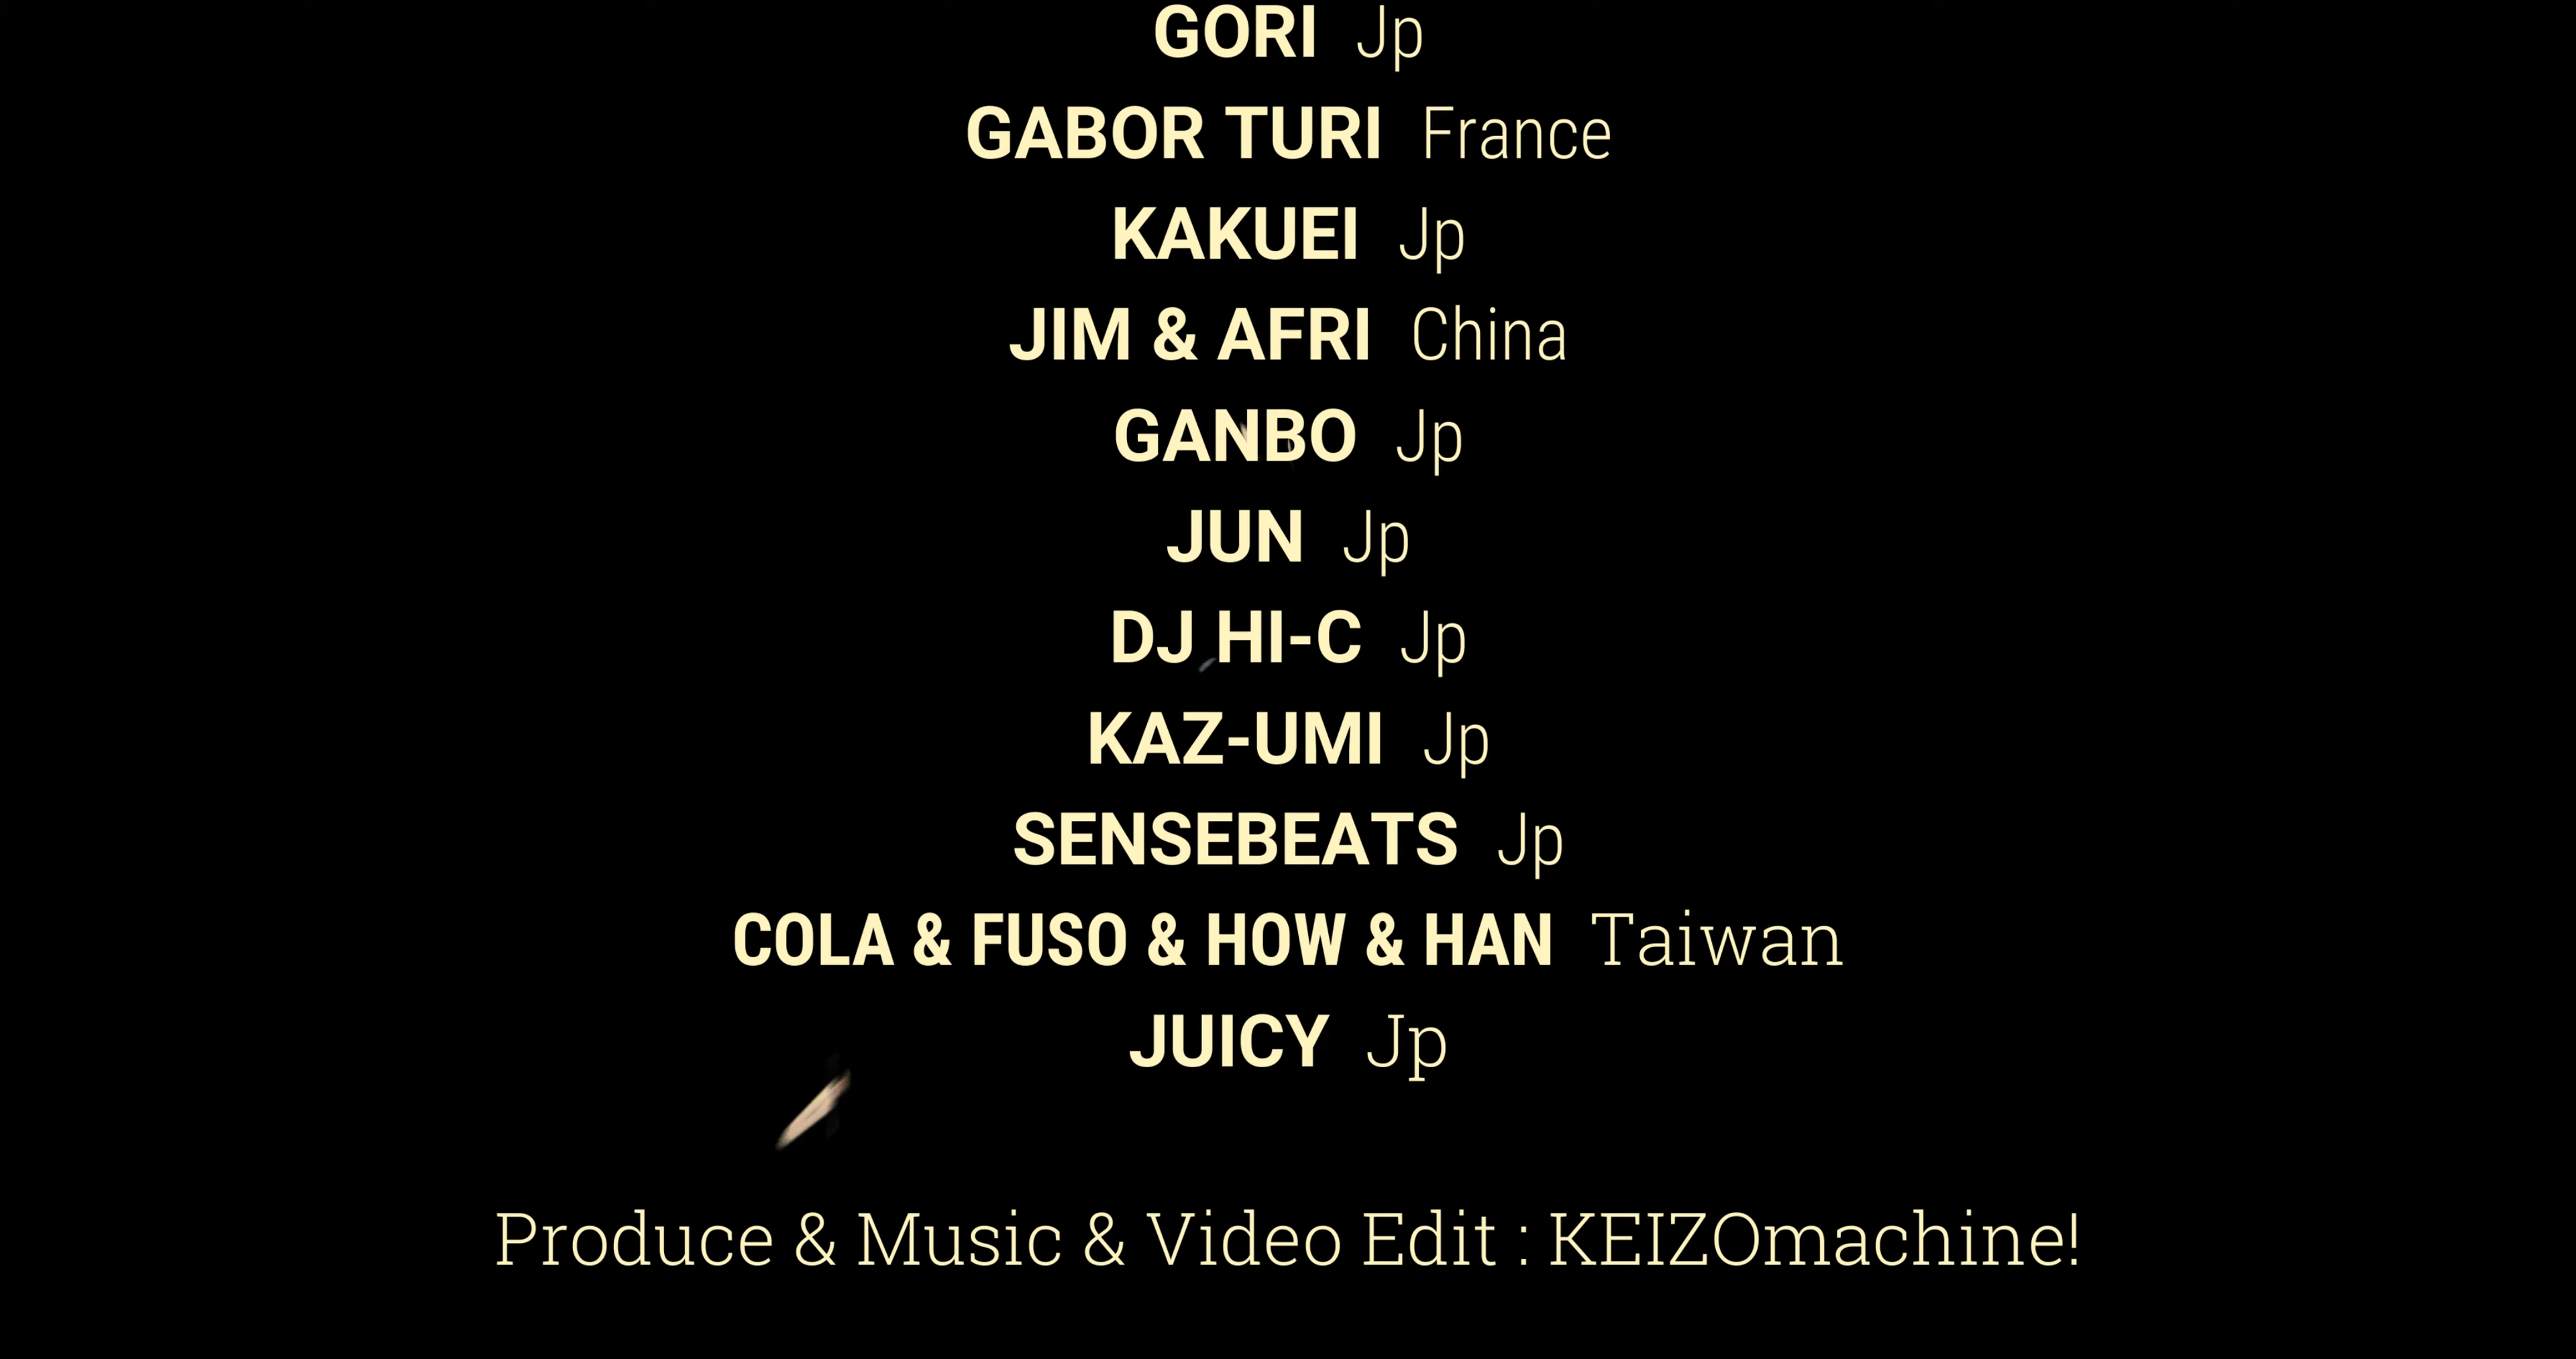 GORI Jp
GABOR TURI France
KAKUEI Jp
JIM & AFRI China
GANBO Jp
JUN Jp
DJ HI-C Jp
KAZ-UMI Jp
SENSEBEATS Jp
COLA & FUSO & HOW & HAN Taiwan
JUICY Jp
Produce & Music & Video Edit : KEIZOmachine!